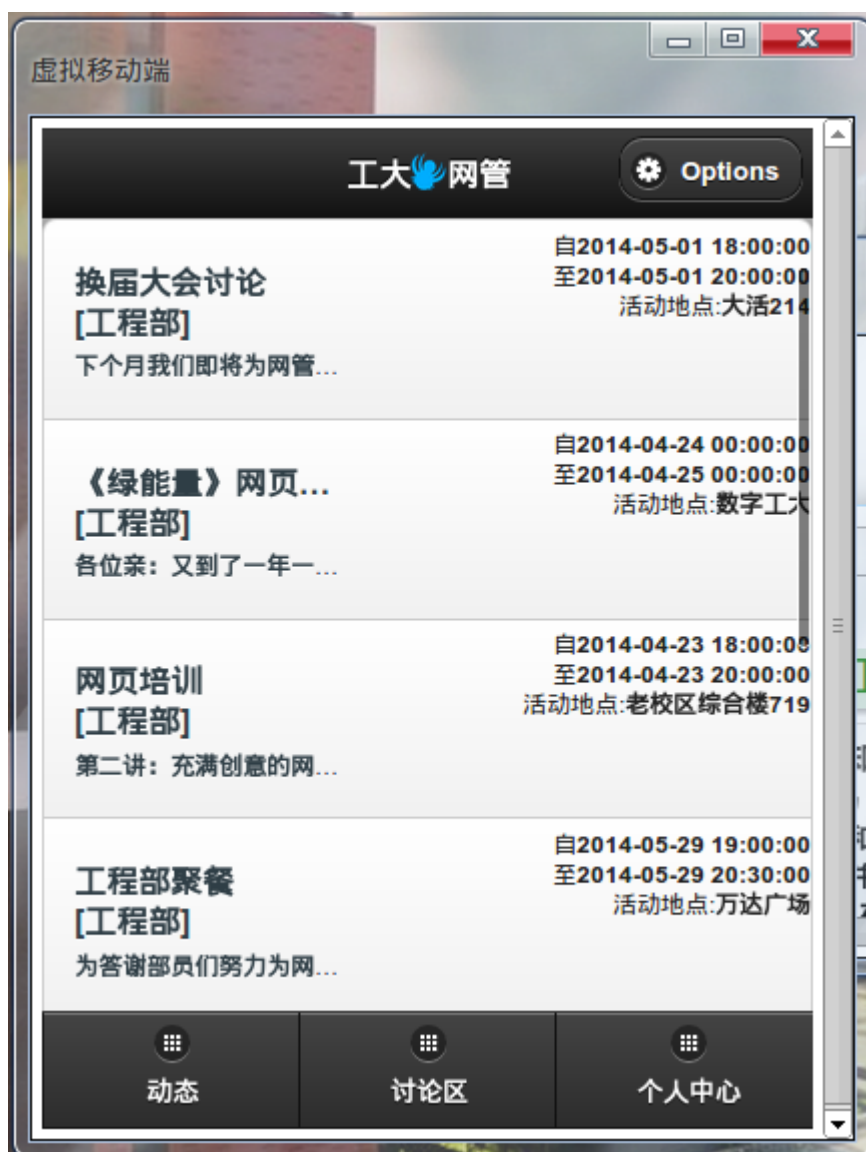 虚拟移动端
工大网管
Options
自2014-05-01 18:00:00
至2014-05-01 20:00:00
活动地点:大活214
换届大会讨论
[工程部]
下个月我们即将为网管...
自2014-04-24 00:00:00
至2014-04-25 00:00:00
活动地点:数字工大
《绿能量》网页...
[工程部]
各位亲：又到了一年一...
自2014-04-23 18:00:00
至2014-04-23 20:00:00
活动地点:老校区综合楼719
网页培训
[工程部]
第二讲：充满创意的网...
自2014-05-29 19:00:00
至2014-05-29 20:30:00
活动地点:万达广场
工程部聚餐
[工程部]
为答谢部员们努力为网...
动态
讨论区
个人中心